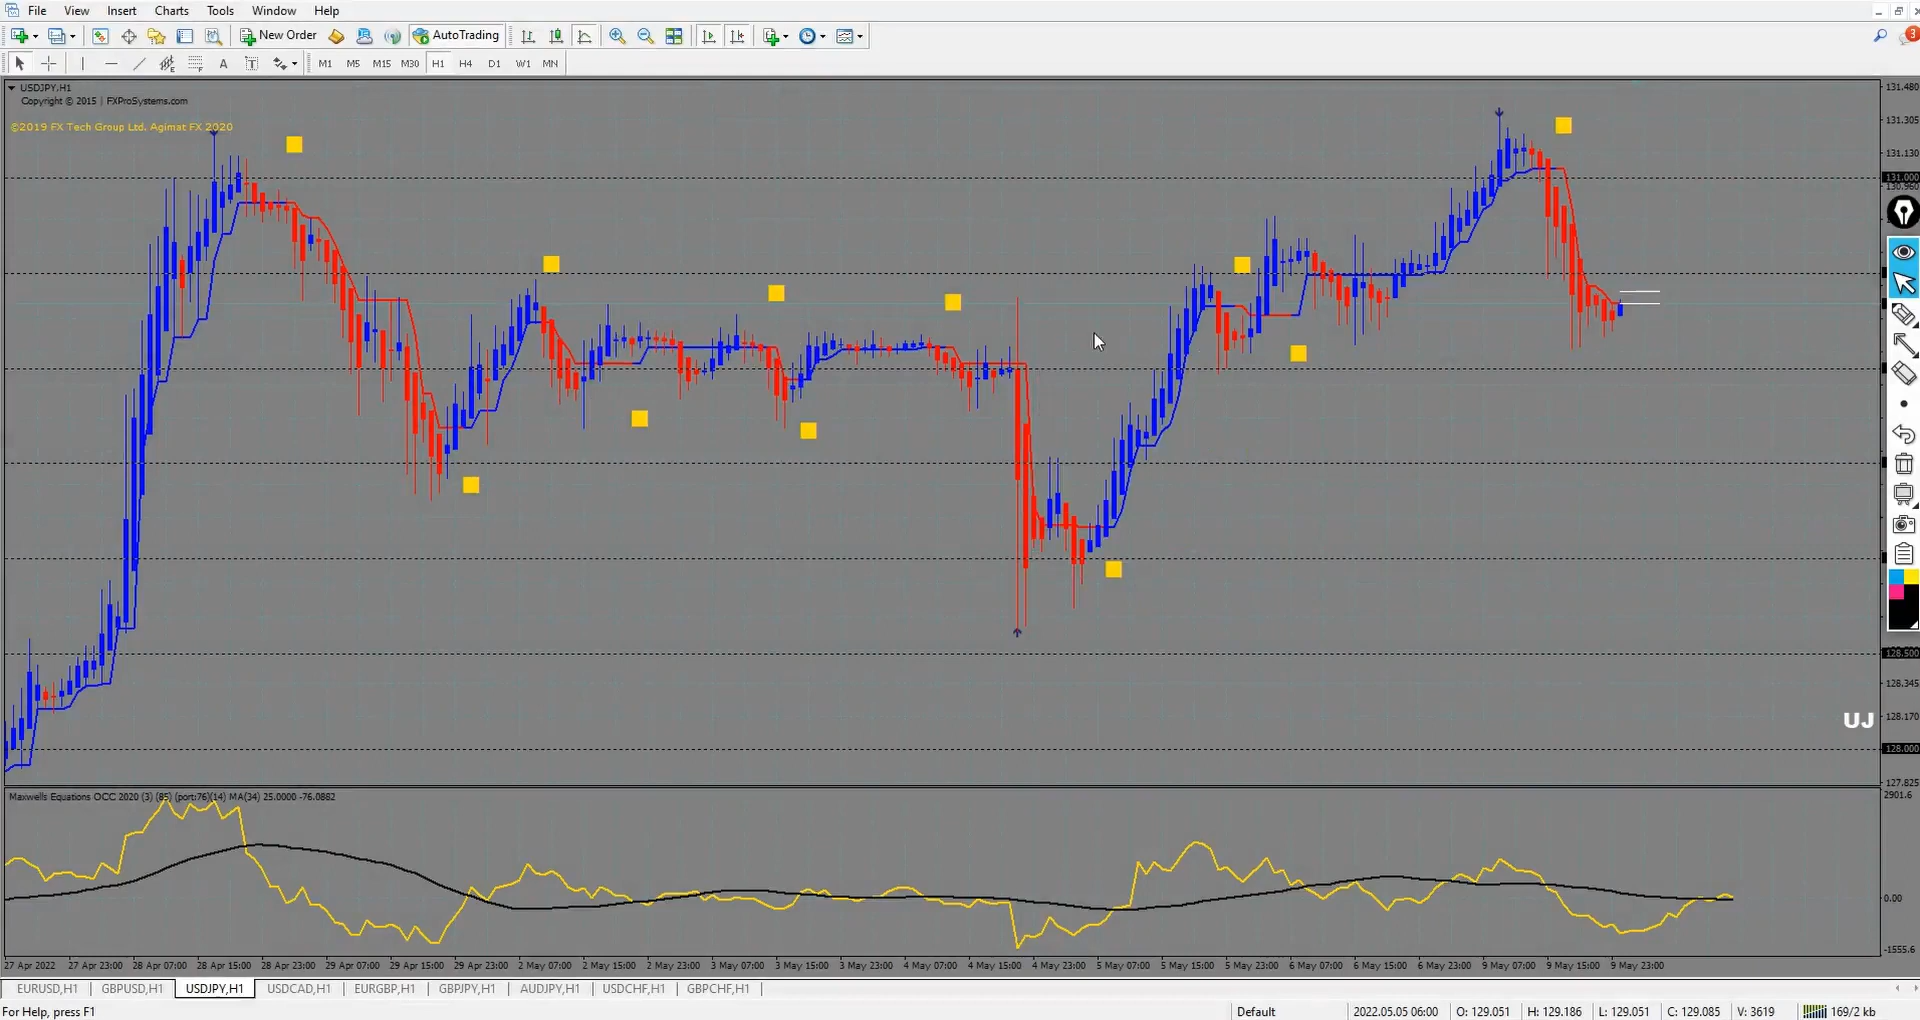 File View Insert Charts Tools Window Help
New Order AutoTrading 3
A T M1 M5 M15 M30 H1 H4 D1 W1 MN
USDJPY,H1
Copyright © 2015 | FXProSystems.com
©2019 FX Tech Group Ltd. Agimat FX 2020
131.480
131.305
131.130
131.000
130.960
128.500
128.345
128.170
UJ
128.000
127.825
Maxwells Equations OCC 2020 (3) (85) (port:76)(14) MA(34) 25.0000 -76.0862
2901.6
0.00
-1555.6
27 Apr 2022 27 Apr 23:00 28 Apr 07:00 28 Apr 15:00 28 Apr 23:00 29 Apr 07:00 29 Apr 15:00 29 Apr 23:00 2 May 07:00 2 May 15:00 2 May 23:00 3 May 07:00 3 May 15:00 3 May 23:00 4 May 07:00 4 May 15:00 4 May 23:00 5 May 07:00 5 May 15:00 5 May 23:00 6 May 07:00 6 May 15:00 6 May 23:00 9 May 07:00 9 May 15:00 9 May 23:00
EURUSD,H1 GBPUSD,H1 USDJPY,H1 USDCAD,H1 EURGBP,H1 GBPJPY,H1 AUDJPY,H1 USDCHF,H1 GBPCHF,H1
For Help, press F1 Default 2022.05.05 06:00 O: 129.051 H: 129.186 L: 129.051 C: 129.085 V: 3619 169/2 kb